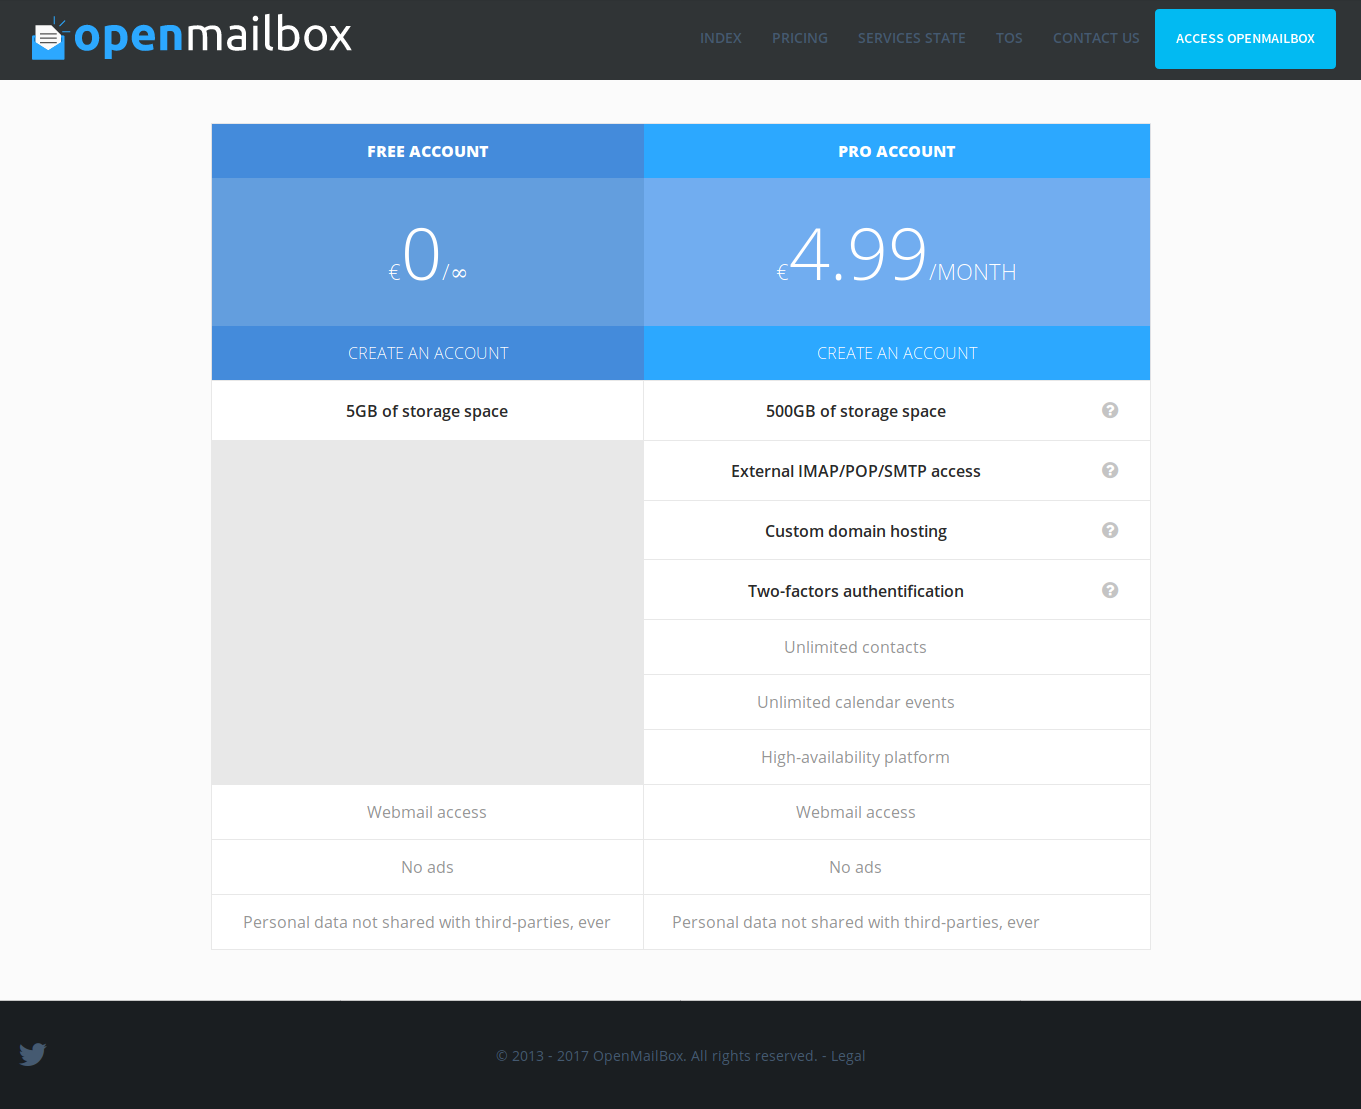 openmailbox
INDEX PRICING SERVICES STATE TOS CONTACT US ACCESS OPENMAILBOX
FREE ACCOUNT PRO ACCOUNT
€0/∞ €4.99/MONTH
CREATE AN ACCOUNT CREATE AN ACCOUNT
5GB of storage space 500GB of storage space ?
External IMAP/POP/SMTP access ?
Custom domain hosting ?
Two-factors authentification ?
Unlimited contacts
Unlimited calendar events
High-availability platform
Webmail access Webmail access
No ads No ads
Personal data not shared with third-parties, ever Personal data not shared with third-parties, ever
© 2013 - 2017 OpenMailBox. All rights reserved. - Legal